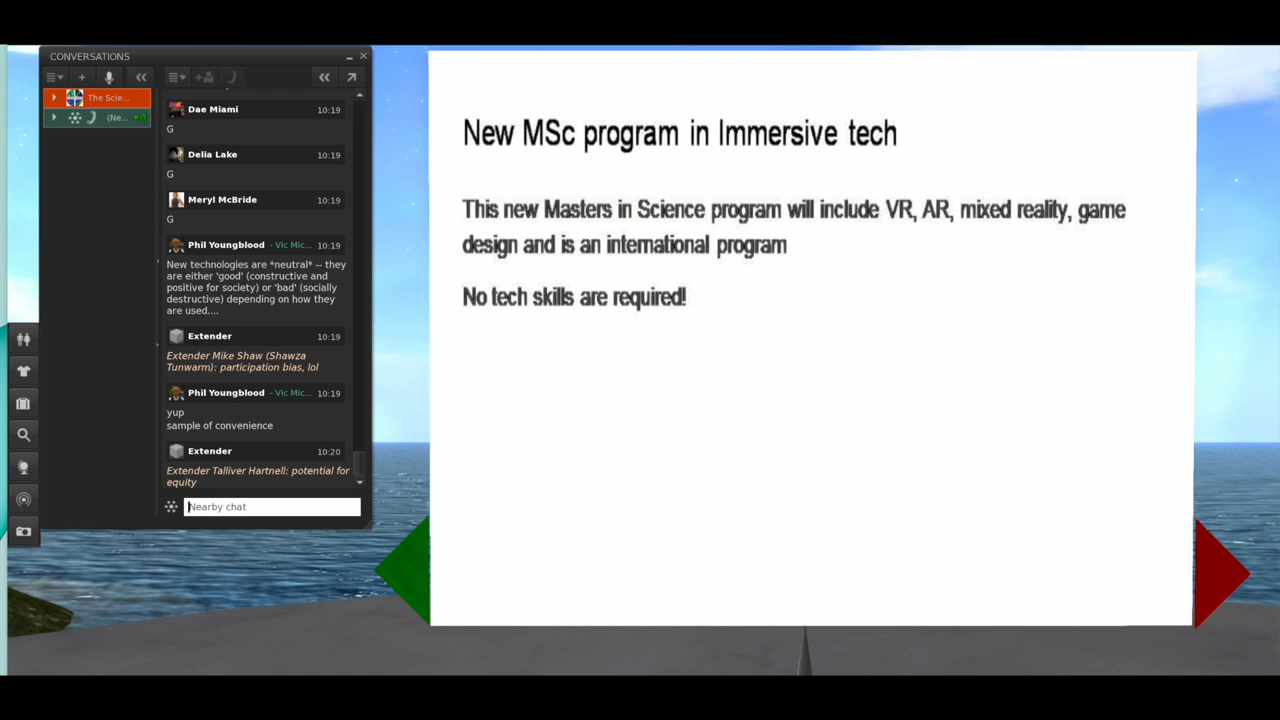 CONVERSATIONS
The Scie...
(Ne...
Dae Miami 10:19
G
Delia Lake 10:19
G
Meryl McBride 10:19
G
Phil Youngblood - Vic Mic... 10:19
New technologies are *neutral* -- they
are either 'good' (constructive and
positive for society) or 'bad' (socially
destructive) depending on how they
are used....
Extender 10:19
Extender Mike Shaw (Shawza
Tunwarm): participation bias, lol
Phil Youngblood - Vic Mic... 10:19
yup
sample of convenience
Extender 10:20
Extender Talliver Hartnell: potential for
equity
Nearby chat
New MSc program in Immersive tech
This new Masters in Science program will include VR, AR, mixed reality, game
design and is an international program
No tech skills are required!